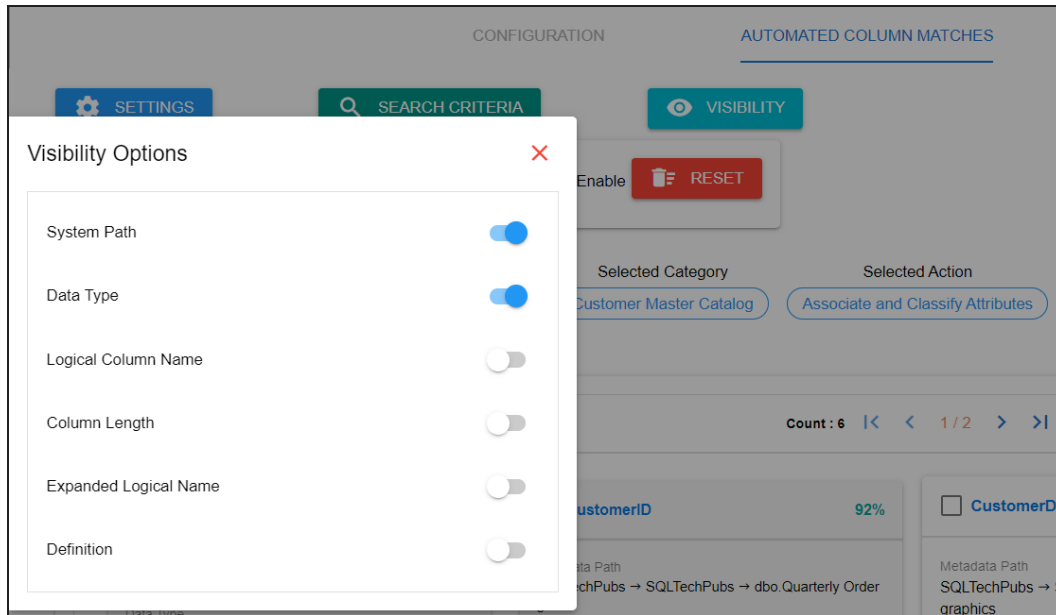 CONFIGURATION
AUTOMATED COLUMN MATCHES
SETTINGS
SEARCH CRITERIA
VISIBILITY
Visibility Options
System Path
Data Type
Logical Column Name
Column Length
Expanded Logical Name
Definition
Enable
RESET
Selected Category
Selected Action
Customer Master Catalog
Associate and Classify Attributes
Count : 6
1 / 2
ustomerID
92%
CustomerD
ata Path
Metadata Path
echPubs → SQLTechPubs → dbo.Quarterly Order
SQLTechPubs →
graphics
Data Type